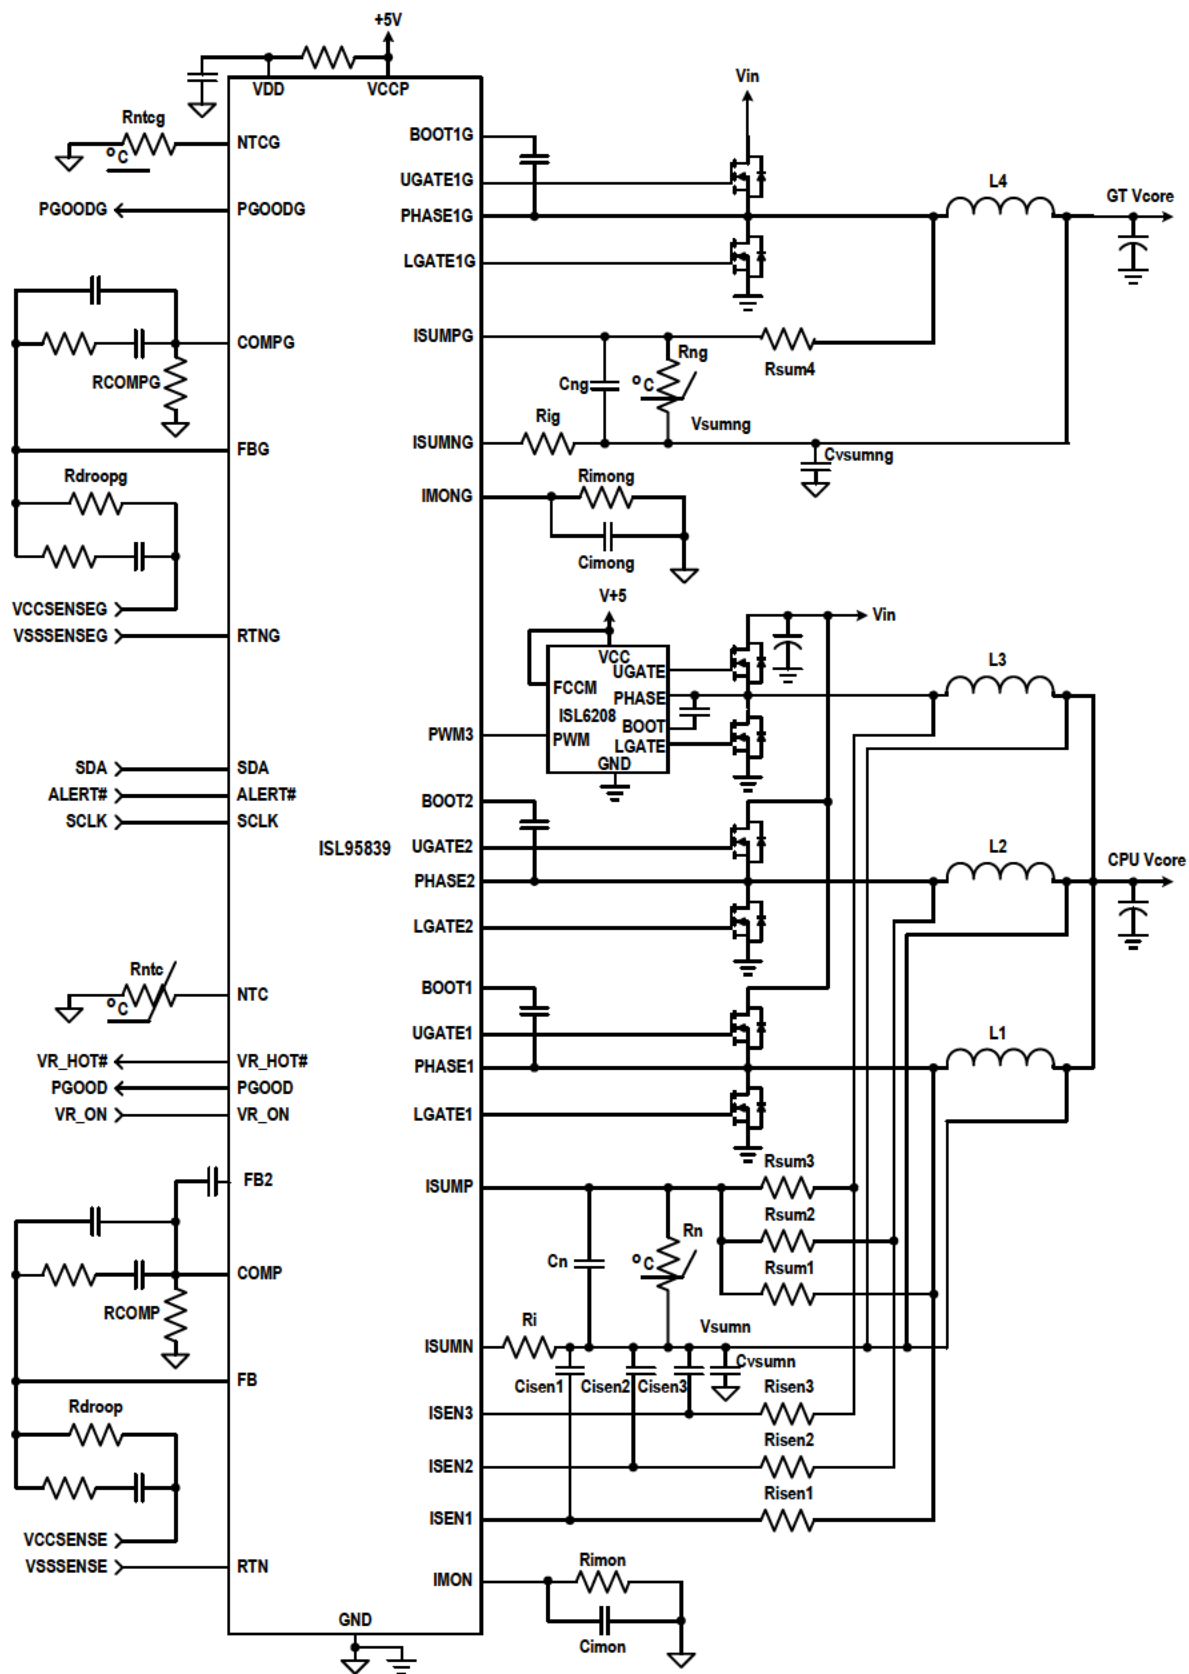 +5V
VDD
VCCP
Vin
Rntcg
°C
NTCG
BOOT1G
UGATE1G
L4
PGOODG
PGOODG
PHASE1G
GT Vcore
LGATE1G
COMPG
ISUMPG
RCOMPG
Rsum4
Rng
°C
Cng
Rig
Vsumng
FBG
ISUMNG
Cvsumng
Rdroopg
Rimong
IMONG
Cimong
VCCSENSEG
VSSSENSEG
RTNG
V+5
Vin
VCC
UGATE
FCCM
PHASE
ISL6208
BOOT
PWM
LGATE
GND
L3
PWM3
SDA
SDA
ALERT#
ALERT#
SCLK
SCLK
BOOT2
ISL95839
UGATE2
L2
PHASE2
CPU Vcore
LGATE2
Rntc
°C
NTC
BOOT1
UGATE1
L1
VR_HOT#
VR_HOT#
PHASE1
PGOOD
PGOOD
VR_ON
VR_ON
LGATE1
FB2
ISUMP
Rsum3
Rsum2
Rsum1
Rn
°C
Cn
COMP
RCOMP
Ri
Vsumn
ISUMN
Cvsumn
Cisen1
Cisen2
Cisen3
FB
Rdroop
ISEN3
Risen3
ISEN2
Risen2
ISEN1
Risen1
VCCSENSE
VSSSENSE
RTN
Rimon
IMON
Cimon
GND